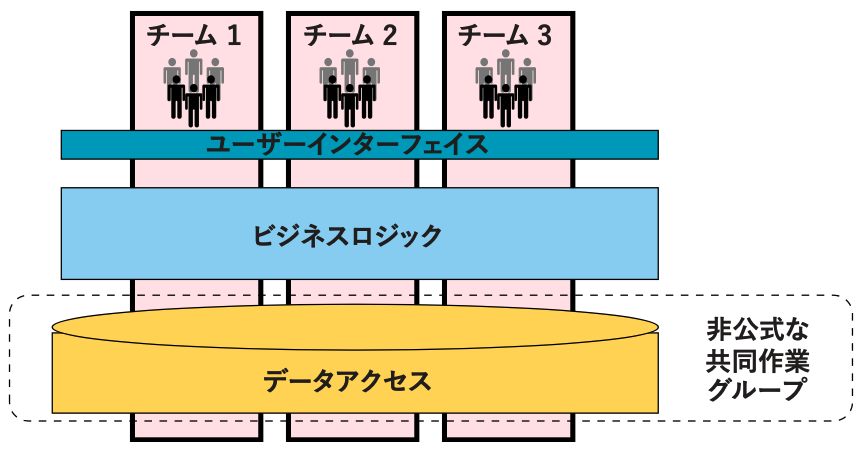 チーム 1
チーム 2
チーム 3
ユーザーインターフェイス
ビジネスロジック
データアクセス
非公式な
共同作業
グループ